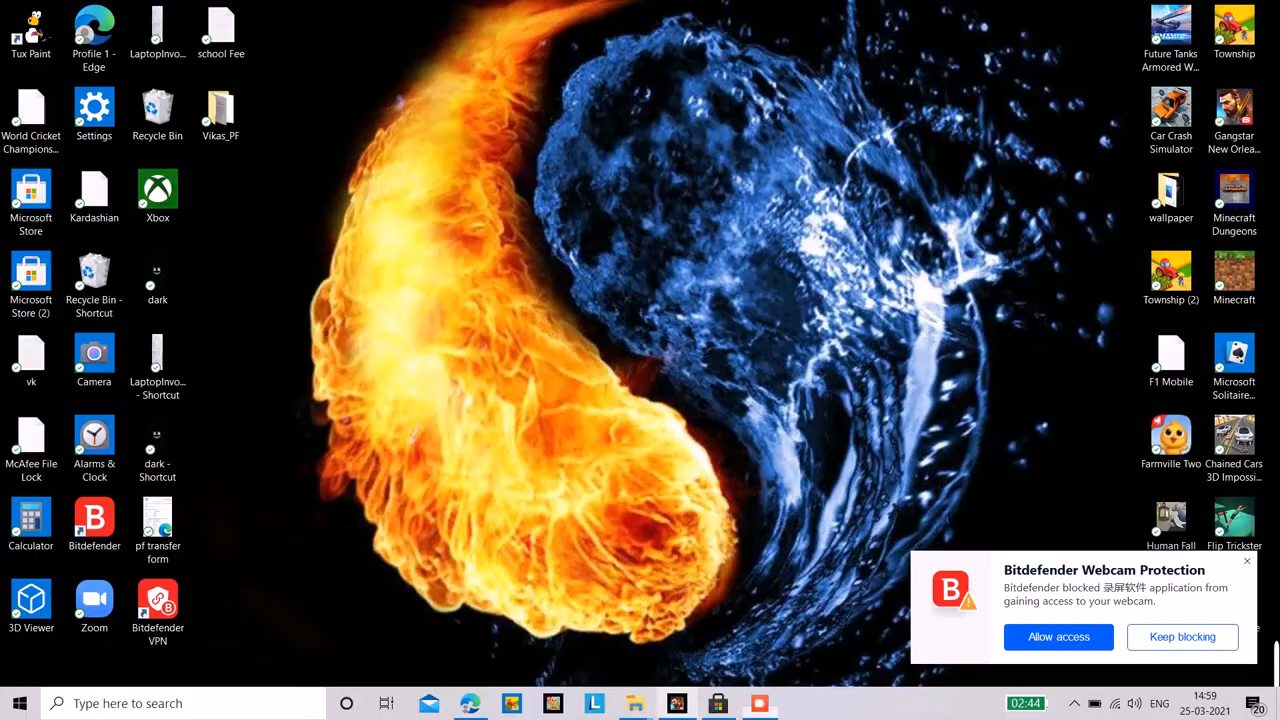 Tux Paint
Profile 1 -
Edge
LaptopInvo...
school Fee
World Cricket
Champions...
Settings
Recycle Bin
Vikas_PF
Microsoft
Store
Kardashian
Xbox
Microsoft
Store (2)
Recycle Bin -
Shortcut
dark
vk
Camera
LaptopInvo...
- Shortcut
McAfee File
Lock
Alarms &
Clock
dark -
Shortcut
Calculator
Bitdefender
pf transfer
form
3D Viewer
Zoom
Bitdefender
VPN
Future Tanks
Armored W...
Township
Car Crash
Simulator
Gangstar
New Orlea...
wallpaper
Minecraft
Dungeons
Township (2)
Minecraft
F1 Mobile
Microsoft
Solitaire...
Farmville Two
Chained Cars
3D Impossi...
Human Fall
Flip Trickster
Bitdefender Webcam Protection
Bitdefender blocked 录屏软件 application from
gaining access to your webcam.
Allow access
Keep blocking
Type here to search
02:44
ENG
14:59
25-03-2021
20